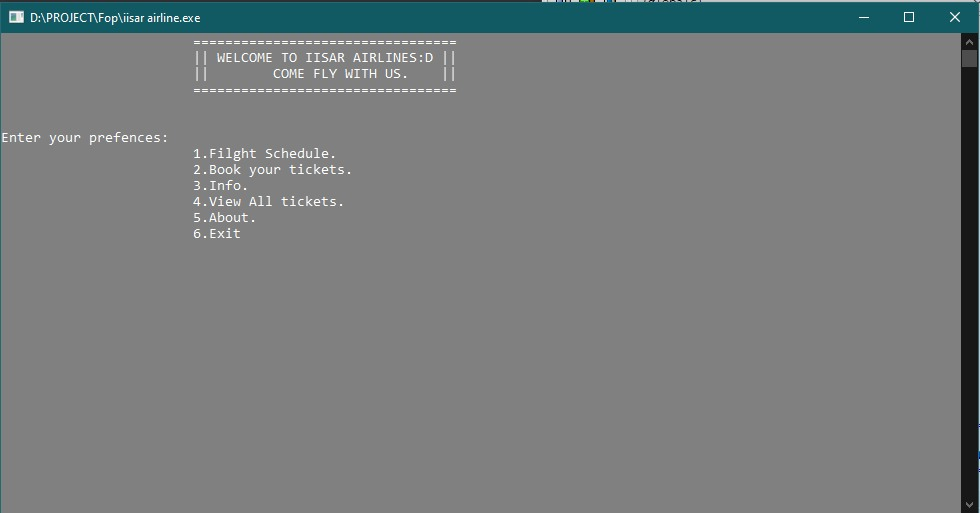 D:\PROJECT\Fop\iisar airline.exe
=================================
|| WELCOME TO IISAR AIRLINES:D ||
||        COME FLY WITH US.    ||
=================================
Enter your prefences:
1.Filght Schedule.
2.Book your tickets.
3.Info.
4.View All tickets.
5.About.
6.Exit